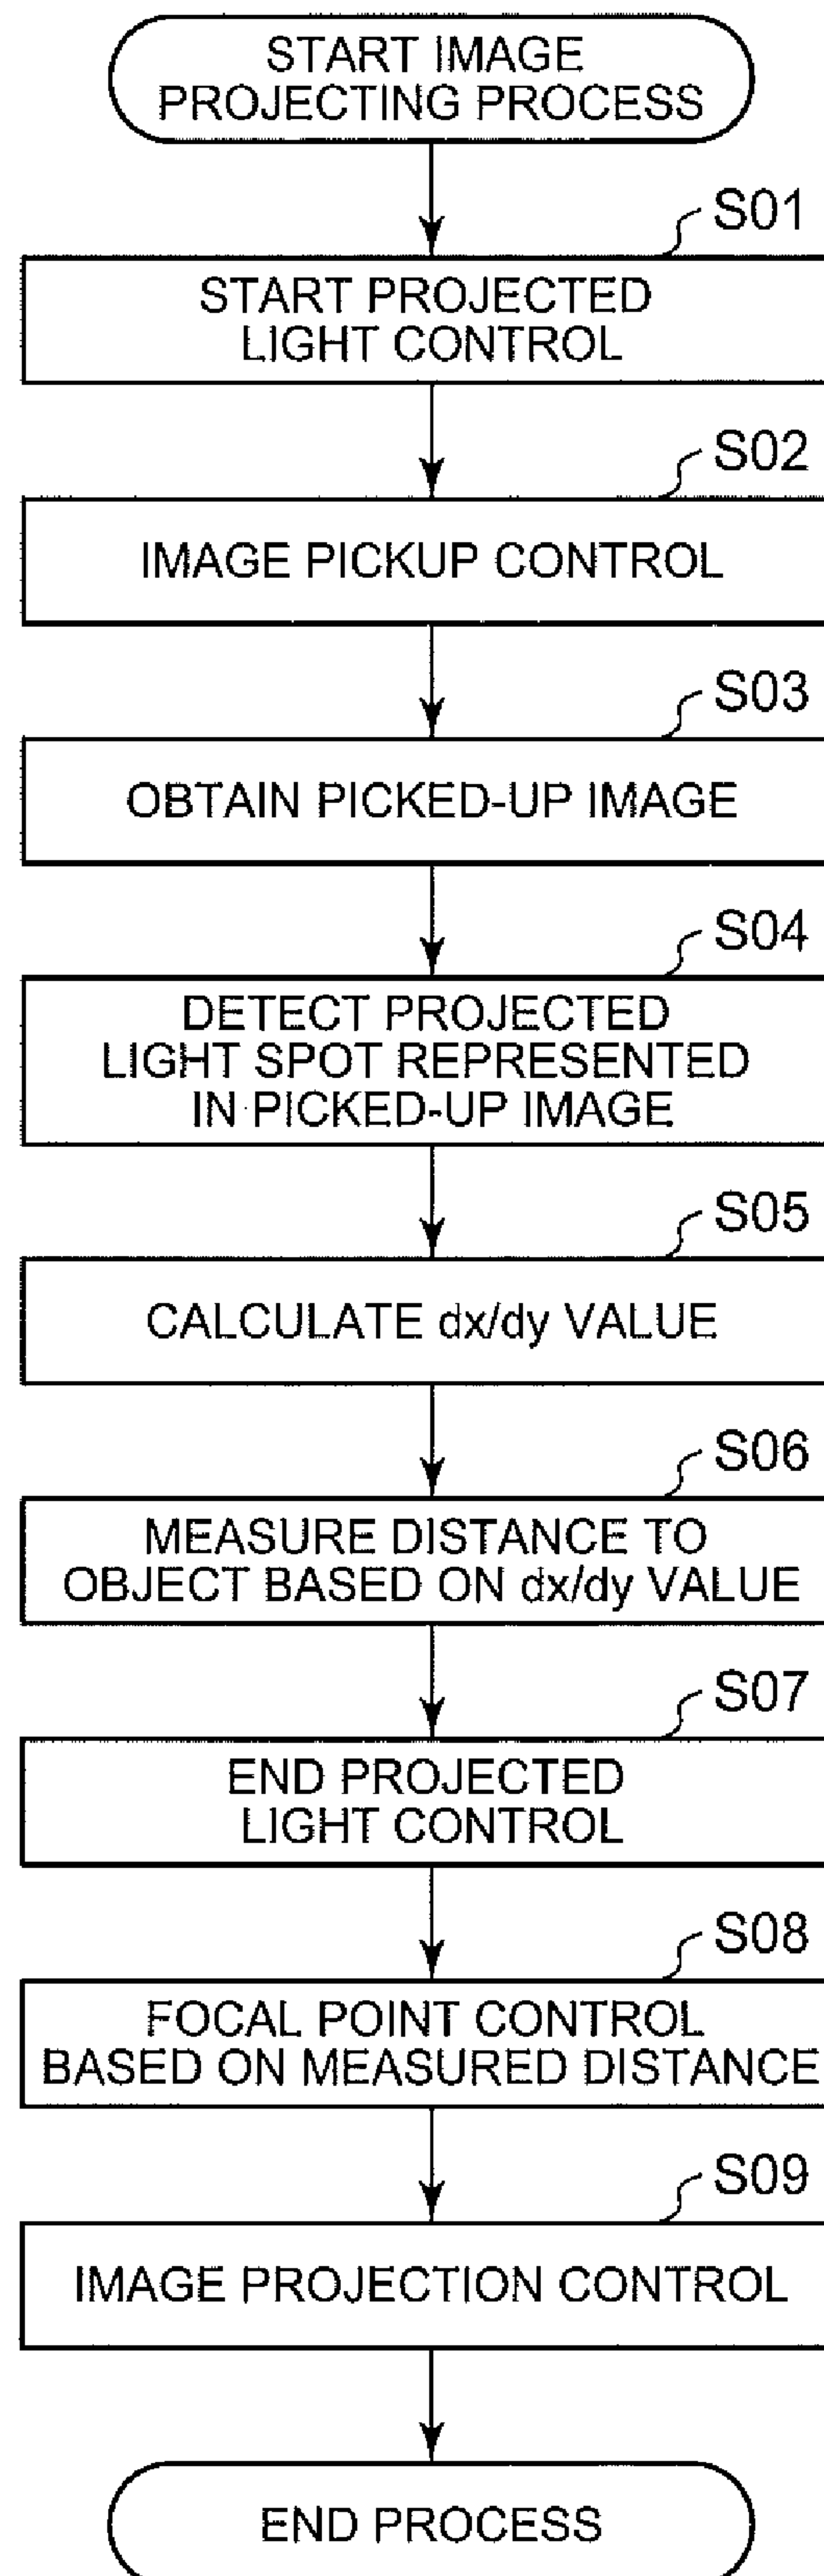 START IMAGE
PROJECTING PROCESS
S01
START PROJECTED
LIGHT CONTROL
S02
IMAGE PICKUP CONTROL
S03
OBTAIN PICKED-UP IMAGE
S04
DETECT PROJECTED
LIGHT SPOT REPRESENTED
IN PICKED-UP IMAGE
S05
CALCULATE dx/dy VALUE
S06
MEASURE DISTANCE TO
OBJECT BASED ON dx/dy VALUE
S07
END PROJECTED
LIGHT CONTROL
S08
FOCAL POINT CONTROL
BASED ON MEASURED DISTANCE
S09
IMAGE PROJECTION CONTROL
END PROCESS